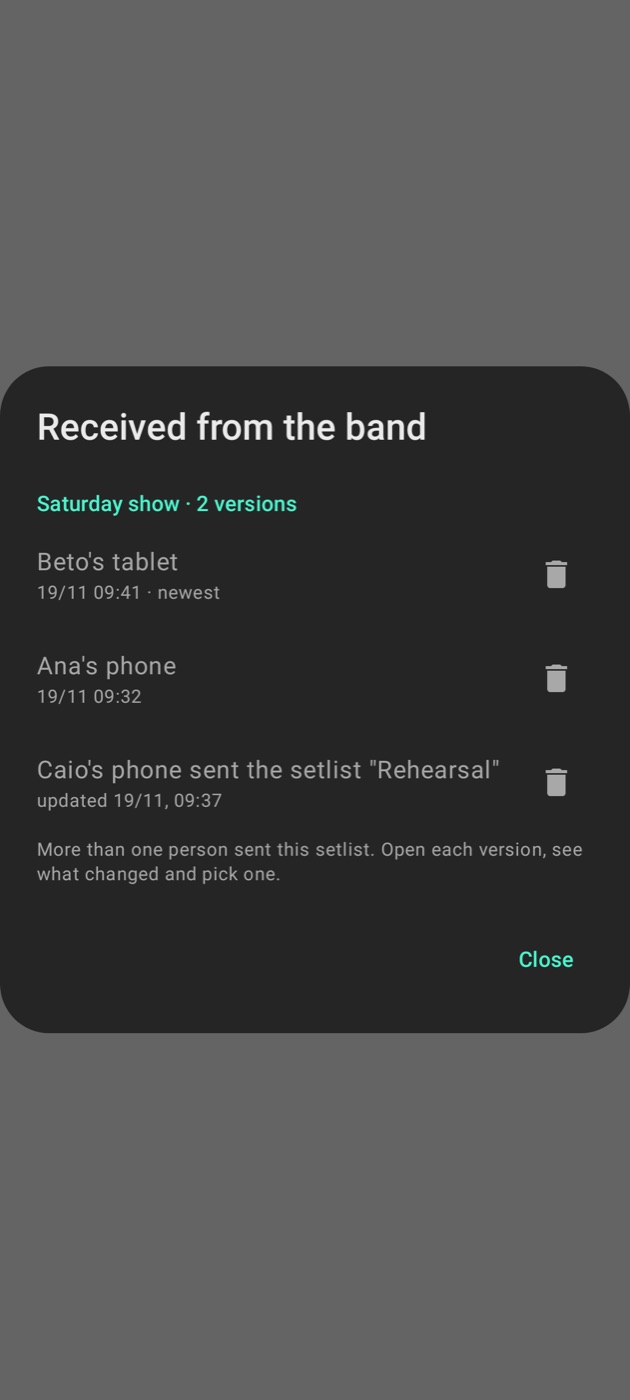 Received from the band
Saturday show · 2 versions
Beto's tablet
19/11 09:41 · newest
Ana's phone
19/11 09:32
Caio's phone sent the setlist "Rehearsal"
updated 19/11, 09:37
More than one person sent this setlist. Open each version, see
what changed and pick one.
Close